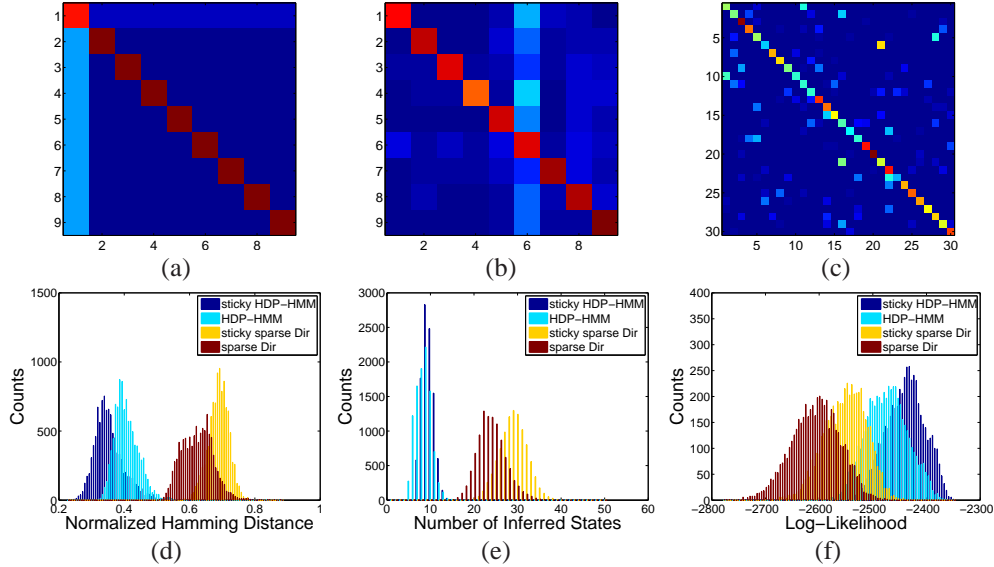 1
2
3
4
5
6
7
8
9
2 4 6 8
(a)
1
2
3
4
5
6
7
8
9
2 4 6 8
(b)
5
10
15
20
25
30
5 10 15 20 25 30
(c)
1500
1000
500
0
0.2 0.4 0.6 0.8 1
Counts
Normalized Hamming Distance
sticky HDP−HMM
HDP−HMM
sticky sparse Dir
sparse Dir
(d)
3000
2500
2000
1500
1000
500
0
0 10 20 30 40 50 60
Counts
Number of Inferred States
sticky HDP−HMM
HDP−HMM
sticky sparse Dir
sparse Dir
(e)
400
350
300
250
200
150
100
50
0
−2800 −2700 −2600 −2500 −2400 −2300
Counts
Log−Likelihood
sticky HDP−HMM
HDP−HMM
sticky sparse Dir
sparse Dir
(f)